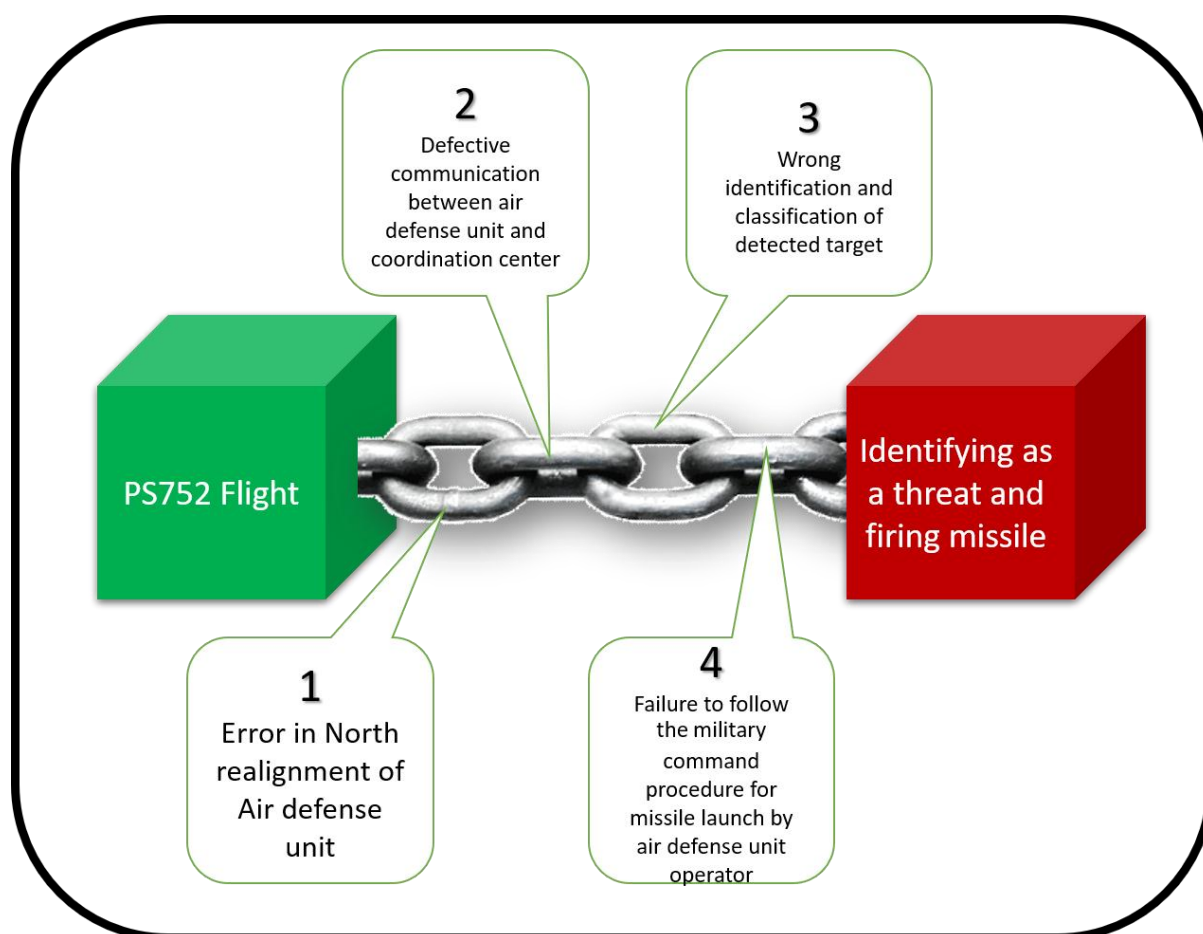 2
Defective
communication
between air
defense unit and
coordination center
3
Wrong
identification and
classification of
detected target
PS752 Flight
Identifying as
a threat and
firing missile
1
Error in North
realignment of
Air defense
unit
4
Failure to follow
the military
command
procedure for
missile launch by
air defense unit
operator